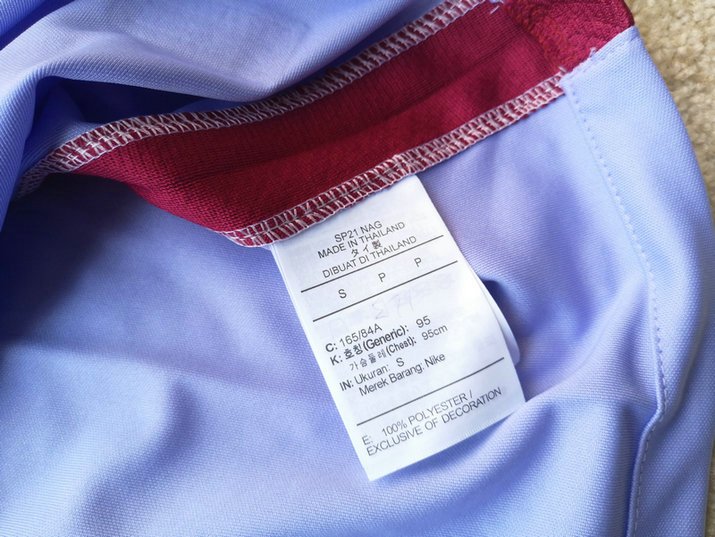 SP21 NAG
MADE IN THAILAND
タイ製
DIBUAT DI THAILAND
S P P
C: 165/84A
K: 호칭(Generic): 95
가슴둘레(Chest): 95cm
IN: Ukuran: S
Merek Barang: Nike
E: 100% POLYESTER /
EXCLUSIVE OF DECORATION